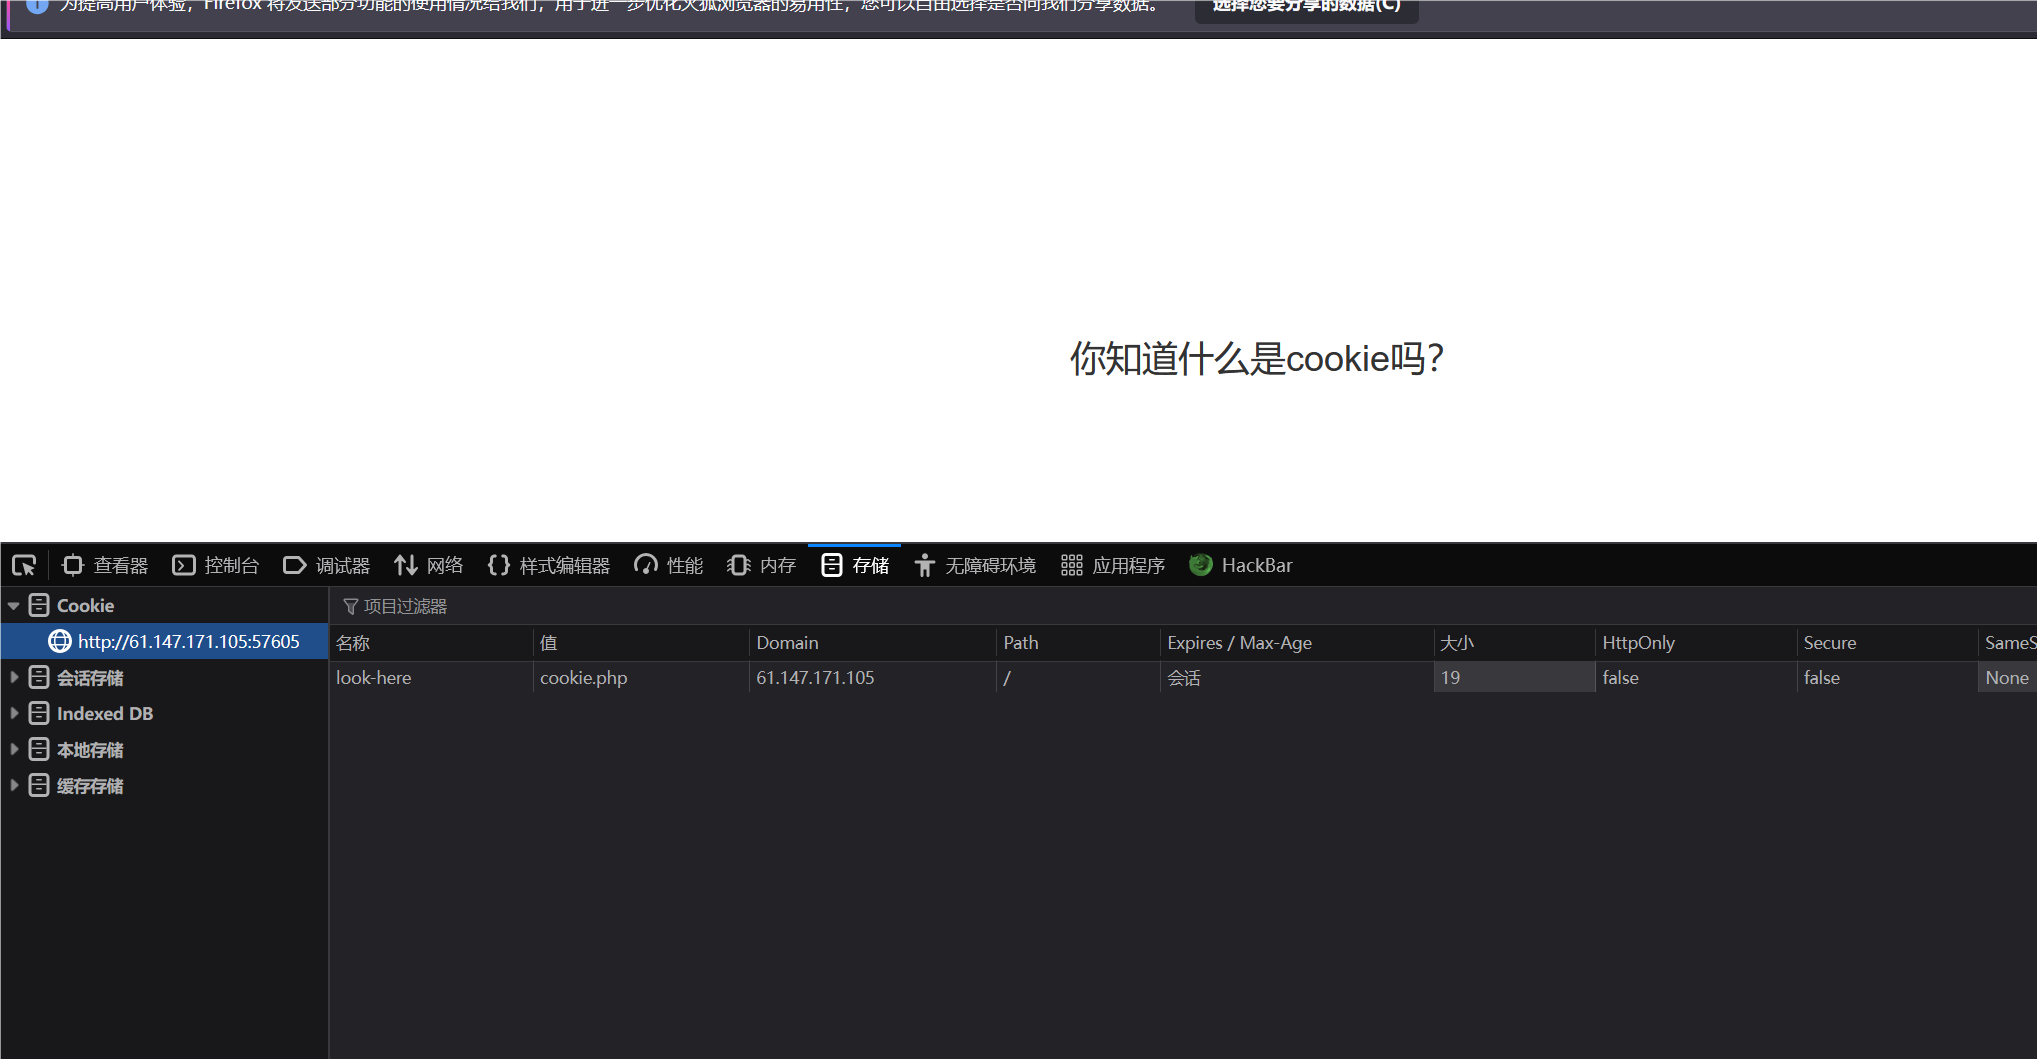 为提高用户体验，Firefox 将发送部分功能的使用情况给我们，用于进一步优化火狐浏览器的易用性，您可以自由选择是否向我们分享数据。 选择您要分享的数据(C)
你知道什么是cookie吗？
查看器 控制台 调试器 网络 样式编辑器 性能 内存 存储 无障碍环境 应用程序 HackBar
Cookie
http://61.147.171.105:57605
会话存储
Indexed DB
本地存储
缓存存储
项目过滤器
名称 值 Domain Path Expires / Max-Age 大小 HttpOnly Secure SameS
look-here cookie.php 61.147.171.105 / 会话 19 false false None